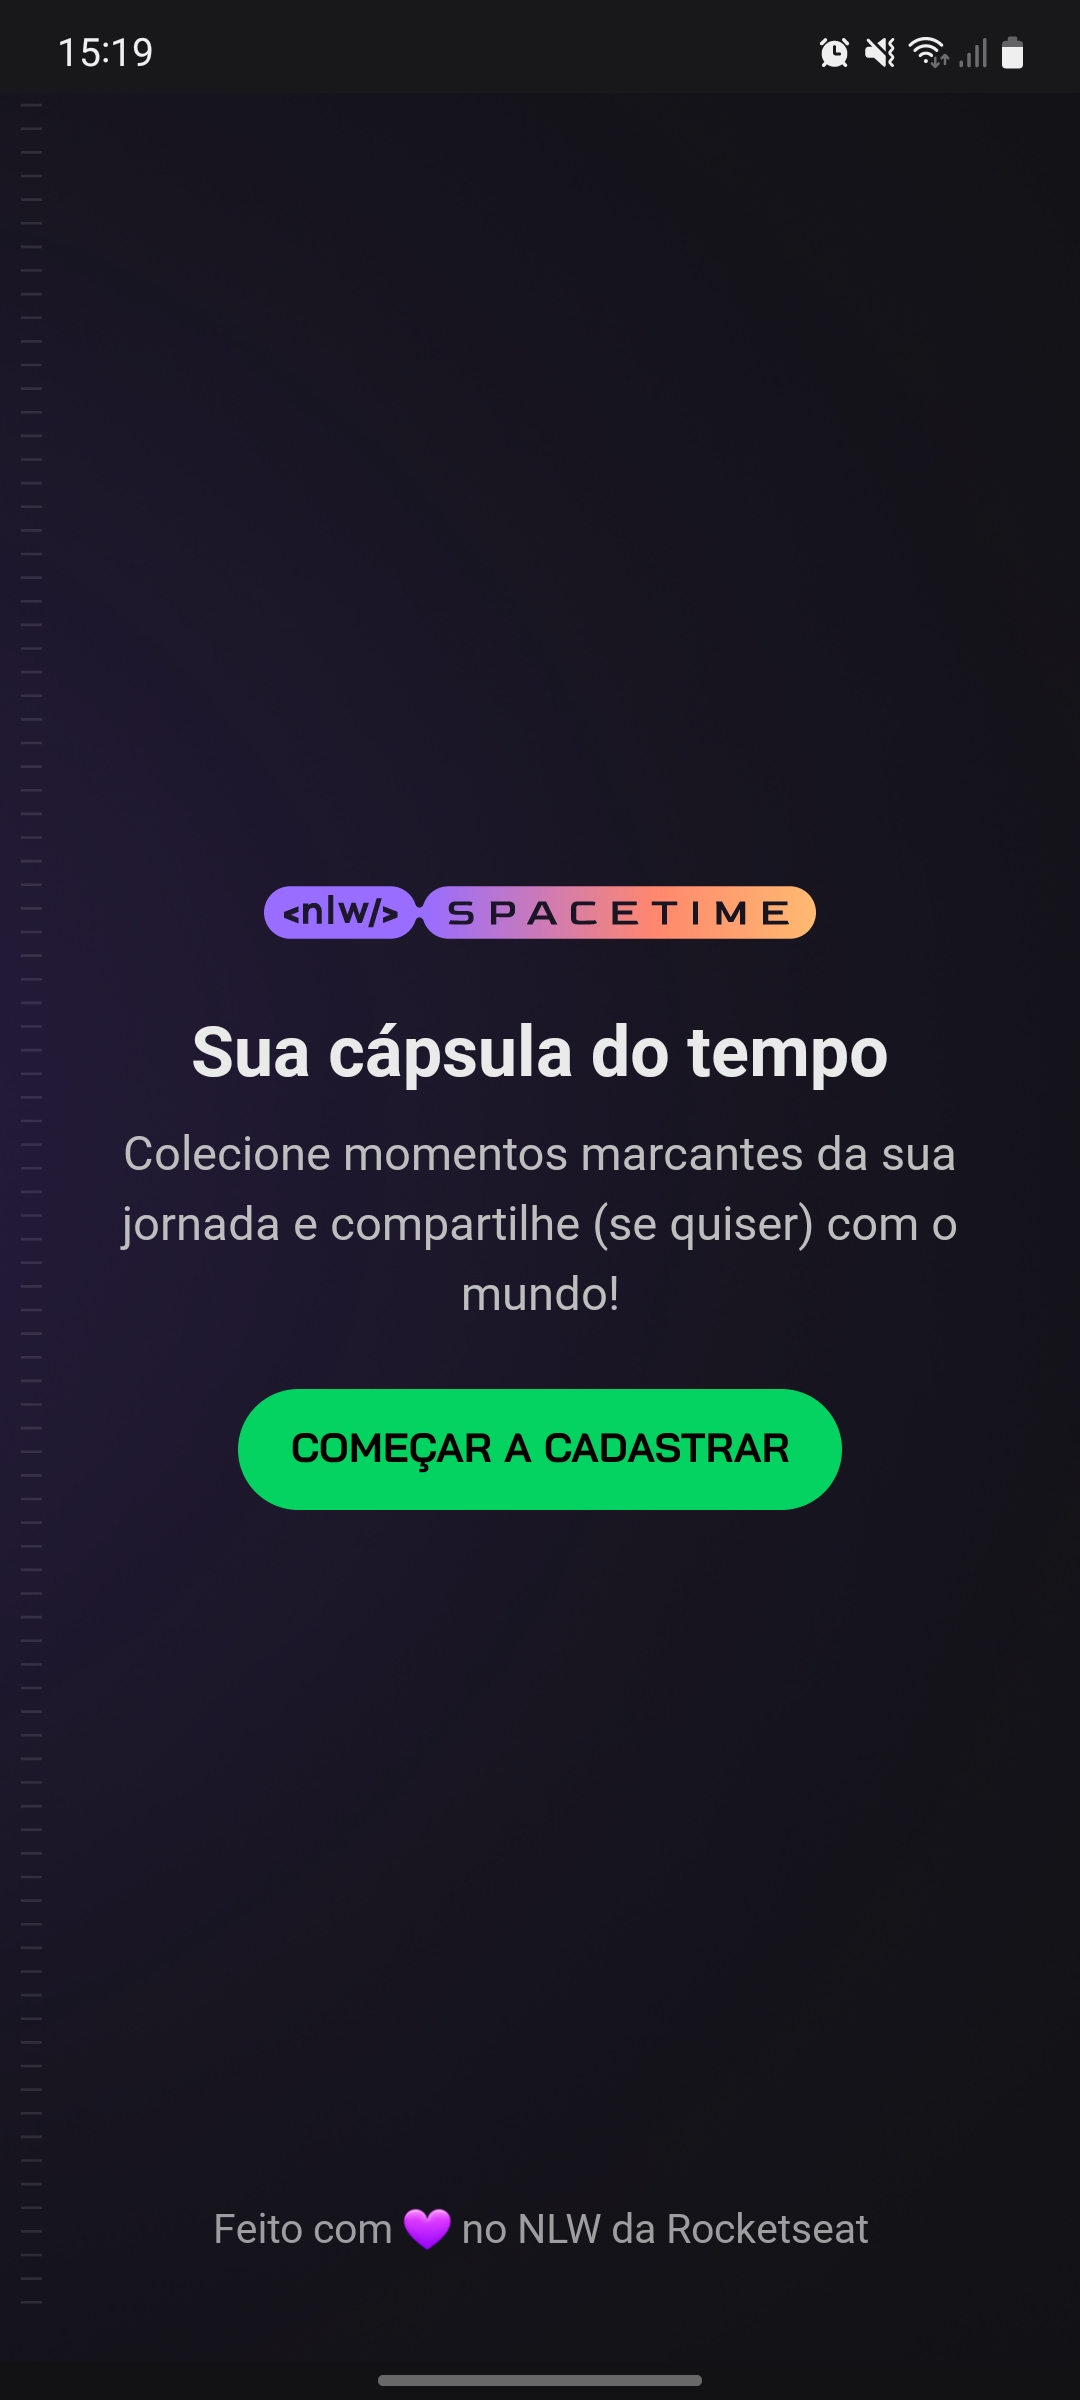 15:19
<nlw/> SPACETIME
Sua cápsula do tempo
Colecione momentos marcantes da sua
jornada e compartilhe (se quiser) com o
mundo!
COMEÇAR A CADASTRAR
Feito com 💜 no NLW da Rocketseat